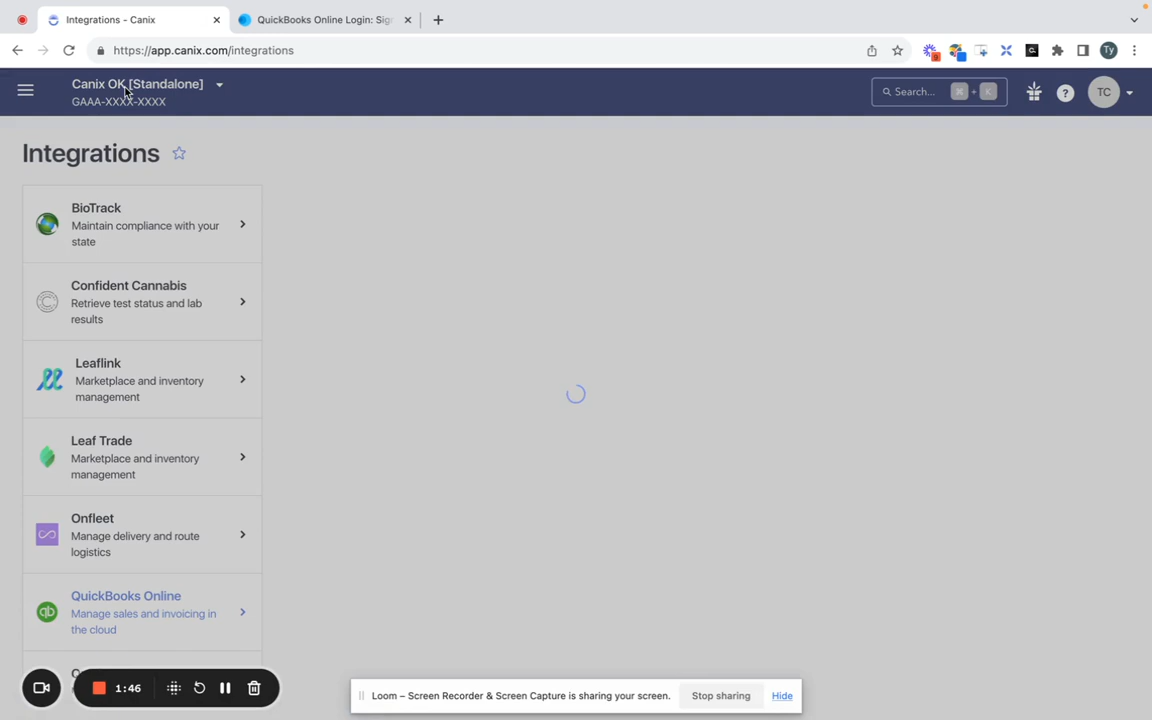 Integrations - Canix
QuickBooks Online Login: Sig
https://app.canix.com/integrations
9
Ty
Canix OK [Standalone]
GAAA-XXXX-XXXX
Search...
⌘ + K
?
TC
Integrations
BioTrack
Maintain compliance with your
state
Confident Cannabis
Retrieve test status and lab
results
Leaflink
Marketplace and inventory
management
Leaf Trade
Marketplace and inventory
management
Onfleet
Manage delivery and route
logistics
QuickBooks Online
Manage sales and invoicing in
the cloud
1:46
Loom – Screen Recorder & Screen Capture is sharing your screen.
Stop sharing
Hide